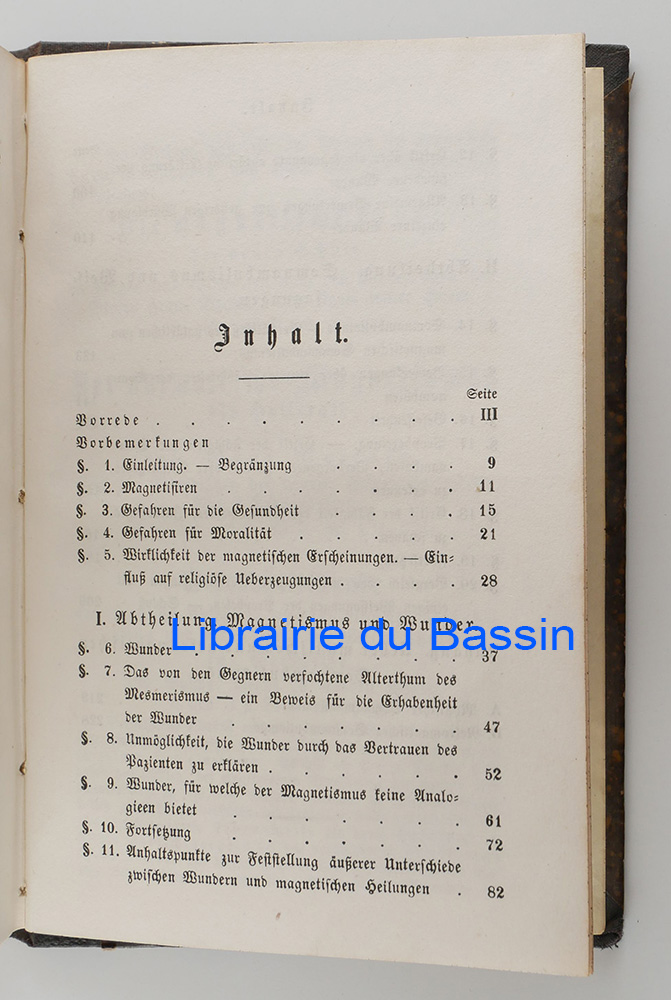 Inhalt.
Seite
Vorrede . . . . . . . . . III
Vorbemerkungen
§. 1. Einleitung. — Begränzung . . . . 9
§. 2. Magnetisiren . . . . . . . 11
§. 3. Gefahren für die Gesundheit . . . . 15
§. 4. Gefahren für Moralität . . . . . 21
§. 5. Wirklichkeit der magnetischen Erscheinungen. — Ein=
fluß auf religiöse Ueberzeugungen . . . . 28
I. Abtheilung. Magnetismus und Wunder.
Librairie du Bassin
§. 6. Wunder . . . . . . . . 37
§. 7. Das von den Gegnern verfochtene Alterthum des
Mesmerismus — ein Beweis für die Erhabenheit
der Wunder . . . . . . . 47
§. 8. Unmöglichkeit, die Wunder durch das Vertrauen des
Pazienten zu erklären . . . . . . 52
§. 9. Wunder, für welche der Magnetismus keine Analo=
gieen bietet . . . . . . . 61
§. 10. Fortsetzung . . . . . . 72
§. 11. Anhaltspunkte zur Feststellung äußerer Unterschiede
zwischen Wundern und magnetischen Heilungen . 82